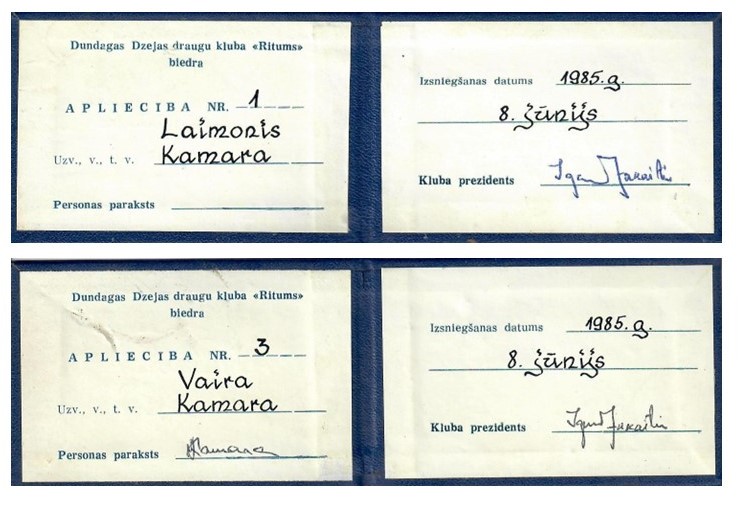 Dundagas Dzejas draugu kluba «Ritums»
biedra
APLIECIBA NR. 1
Laimonis
Uzv., v., t. v. Kamara
Personas paraksts
Izsniegšanas datums 1985. g.
8. jūnijs
Kluba prezidents
Dundagas Dzejas draugu kluba «Ritums»
biedra
APLIECIBA NR. 3
Vaira
Uzv., v., t. v. Kamara
Personas paraksts Kamara
Izsniegšanas datums 1985. g.
8. jūnijs
Kluba prezidents